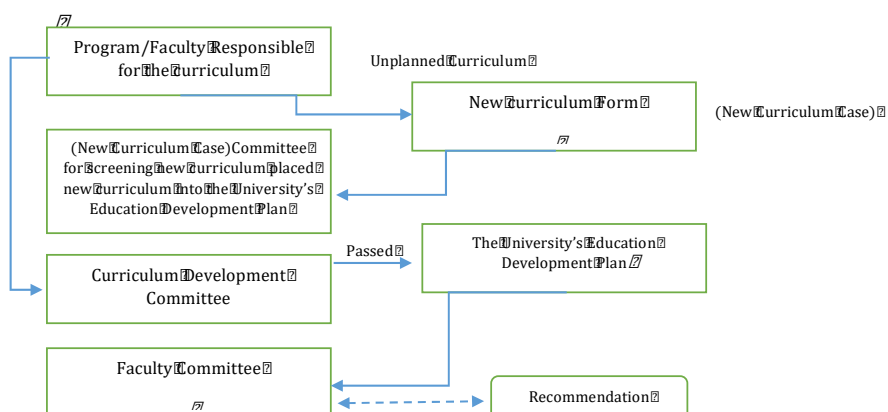 Program/Faculty Responsible
for the curriculum
Unplanned Curriculum
New curriculum Form
(New Curriculum Case)
(New Curriculum Case)Committee
for screening new curriculum placed
new curriculum into the University's
Education Development Plan
Passed
The University's Education
Development Plan
Curriculum Development
Committee
Faculty Committee
Recommendation